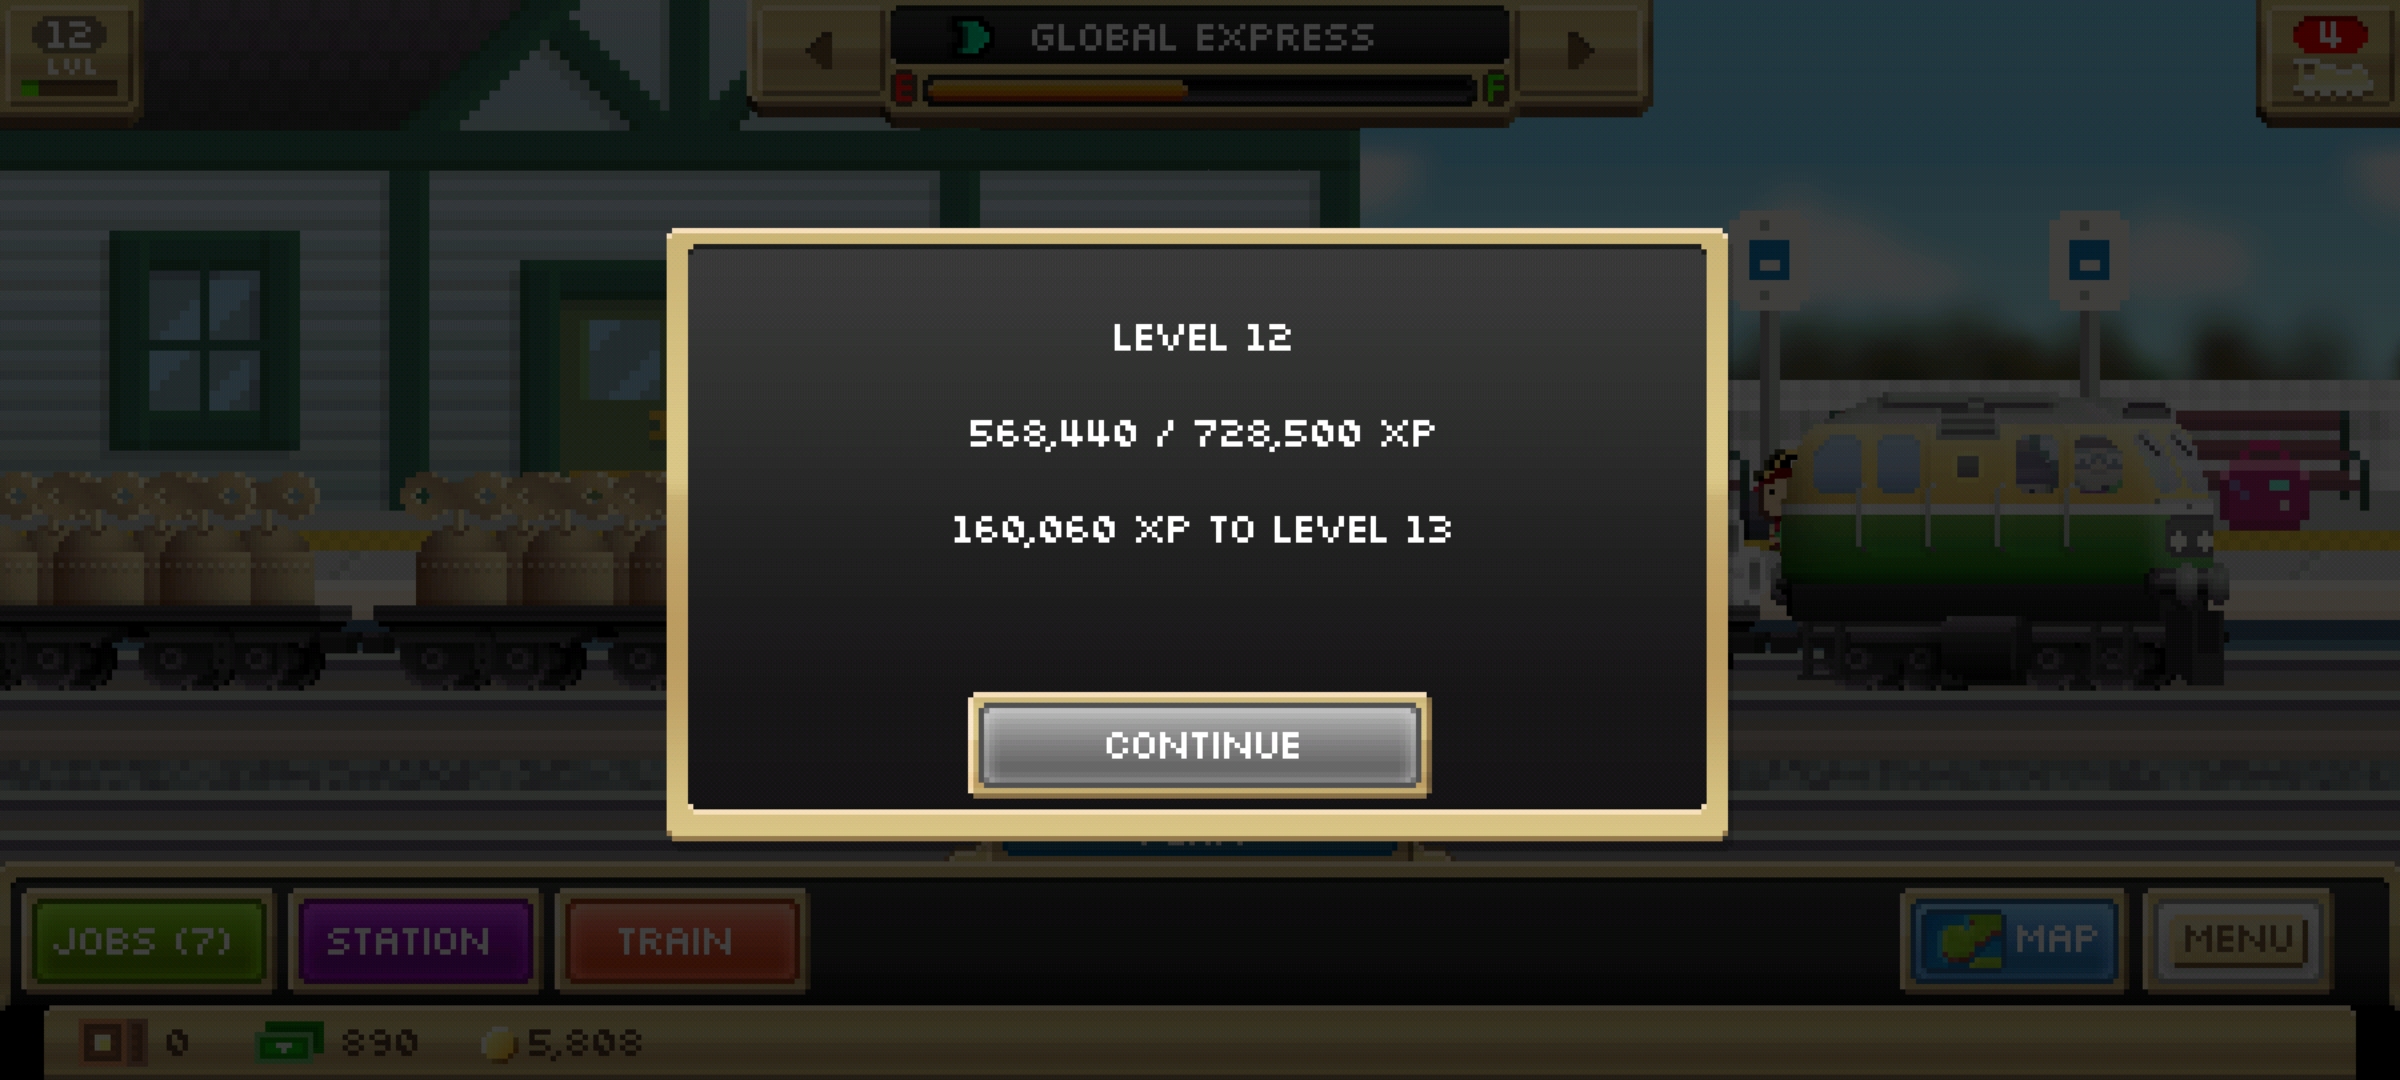 12
LVL
GLOBAL EXPRESS
E F
4
LEVEL 12
568,440 / 728,500 XP
160,060 XP TO LEVEL 13
CONTINUE
JOBS (7)
STATION
TRAIN
MAP
MENU
0
890
5,808